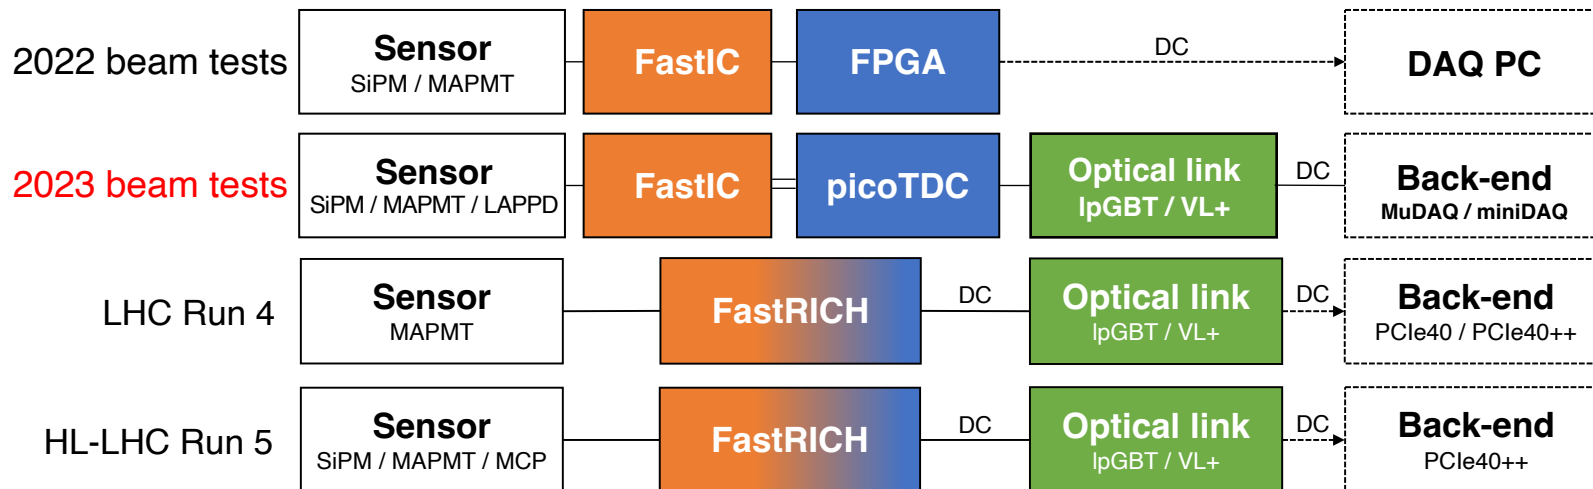 2022 beam tests
Sensor
SiPM / MAPMT
FastIC
FPGA
DC
DAQ PC
2023 beam tests
Sensor
SiPM / MAPMT / LAPPD
FastIC
picoTDC
Optical link
lpGBT / VL+
DC
Back-end
MuDAQ / miniDAQ
LHC Run 4
Sensor
MAPMT
FastRICH
DC
Optical link
lpGBT / VL+
DC
Back-end
PCIe40 / PCIe40++
HL-LHC Run 5
Sensor
SiPM / MAPMT / MCP
FastRICH
DC
Optical link
lpGBT / VL+
DC
Back-end
PCIe40++